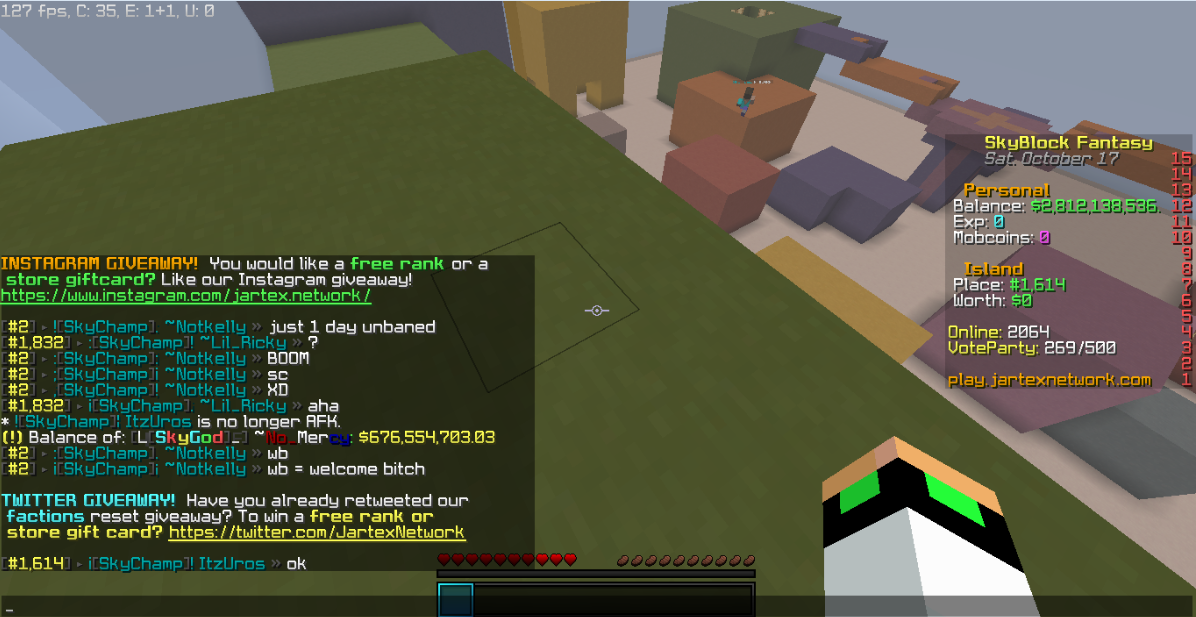 127 fps, C: 35, E: 1+1, U: 0
SkyBlock Fantasy
Sat. October 17 15
14
Personal 13
Balance: $2,812,138,536. 12
Exp: 0 11
Mobcoins: 0 10
9
Island 8
Place: #1,614 7
Worth: $0 6
5
Online: 2064 4
VoteParty: 269/500 3
2
play.jartexnetwork.com 1
INSTAGRAM GIVEAWAY! You would like a free rank or a
store giftcard? Like our Instagram giveaway!
https://www.instagram.com/jartex.network/
[#2] ▸ ![SkyChamp]. ~Notkelly » just 1 day unbaned
[#1,832] ▸ :[SkyChamp]! ~Lil_Ricky » ?
[#2] ▸ :[SkyChamp]: ~Notkelly » BOOM
[#2] ▸ :[SkyChamp]i ~Notkelly » sc
[#2] ▸ ,[SkyChamp]! ~Notkelly » XD
[#1,832] ▸ i[SkyChamp]. ~Lil_Ricky » aha
* ![SkyChamp]! ItzUros is no longer AFK.
(!) Balance of: [L[SkyGod]_:] ~No_Mercy: $676,554,703.03
[#2] ▸ :[SkyChamp]: ~Notkelly » wb
[#2] ▸ i[SkyChamp]i ~Notkelly » wb = welcome bitch
TWITTER GIVEAWAY! Have you already retweeted our
factions reset giveaway? To win a free rank or
store gift card? https://twitter.com/JartexNetwork
[#1,614] ▸ i[SkyChamp]! ItzUros » ok
_